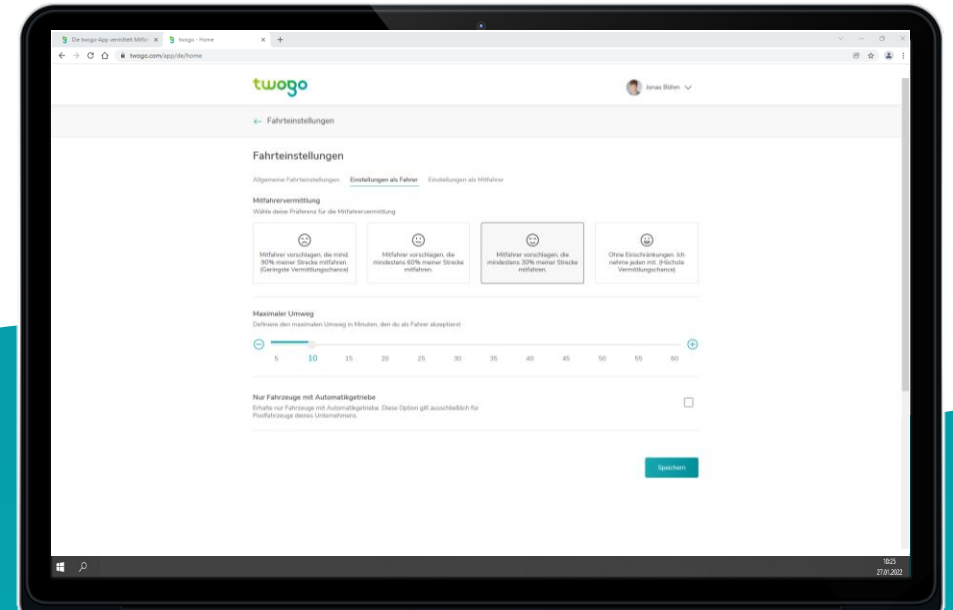 Die twogo-App vermittelt Mitfa
twogo - Home
twogo.com/app/de/home
twogo
Jonas Böhm
Fahrteinstellungen
Fahrteinstellungen
Allgemeine Fahrteinstellungen Einstellungen als Fahrer Einstellungen als Mitfahrer
Mitfahrervermittlung
Wähle deine Präferenz für die Mitfahrervermittlung
Mitfahrer vorschlagen, die mind.
90% meiner Strecke mitfahren.
(Geringste Vermittlungschance)
Mitfahrer vorschlagen, die
mindestens 60% meiner Strecke
mitfahren.
Mitfahrer vorschlagen, die
mindestens 30% meiner Strecke
mitfahren.
Ohne Einschränkungen. Ich
nehme jeden mit. (Höchste
Vermittlungschance)
Maximaler Umweg
Definiere den maximalen Umweg in Minuten, den du als Fahrer akzeptierst
5 10 15 20 25 30 35 40 45 50 55 60
Nur Fahrzeuge mit Automatikgetriebe
Erhalte nur Fahrzeuge mit Automatikgetriebe. Diese Option gilt ausschließlich für
Poolfahrzeuge deines Unternehmens.
Speichern
10:25
27.01.2022